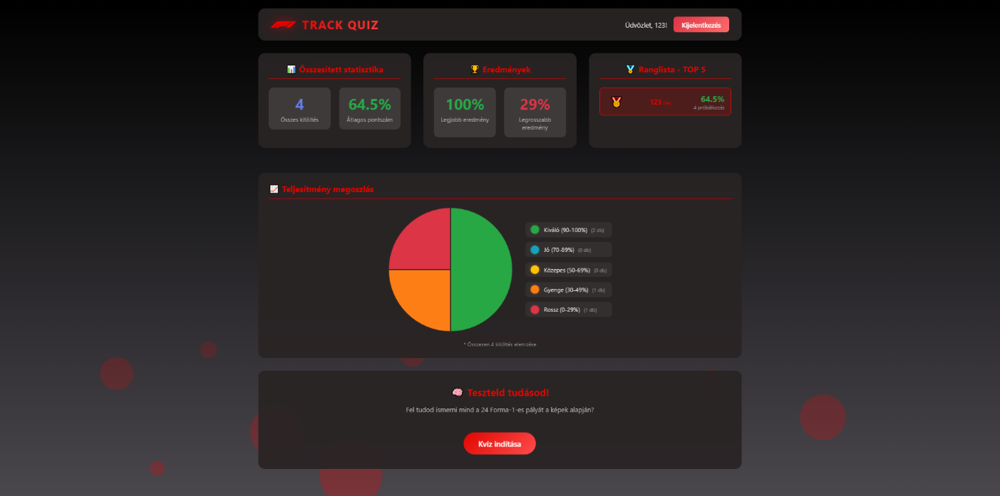 TRACK QUIZ
Üdvözlet, 123!
Kijelentkezés
Összesített statisztika
4
Összes kitöltés
64.5%
Átlagos pontszám
Eredmények
100%
Legjobb eredmény
29%
Legrosszabb
eredmény
Ranglista - TOP 5
123
64.5%
4 próbálkozás
Teljesítmény megoszlás
Kiváló (90-100%) (2 db)
Jó (70-89%) (0 db)
Közepes (50-69%) (0 db)
Gyenge (30-49%) (1 db)
Rossz (0-29%) (1 db)
* Összesen 4 kitöltés elemzése
Teszteld tudásod!
Fel tudod ismerni mind a 24 Forma-1-es pályát a képek alapján?
Kvíz indítása